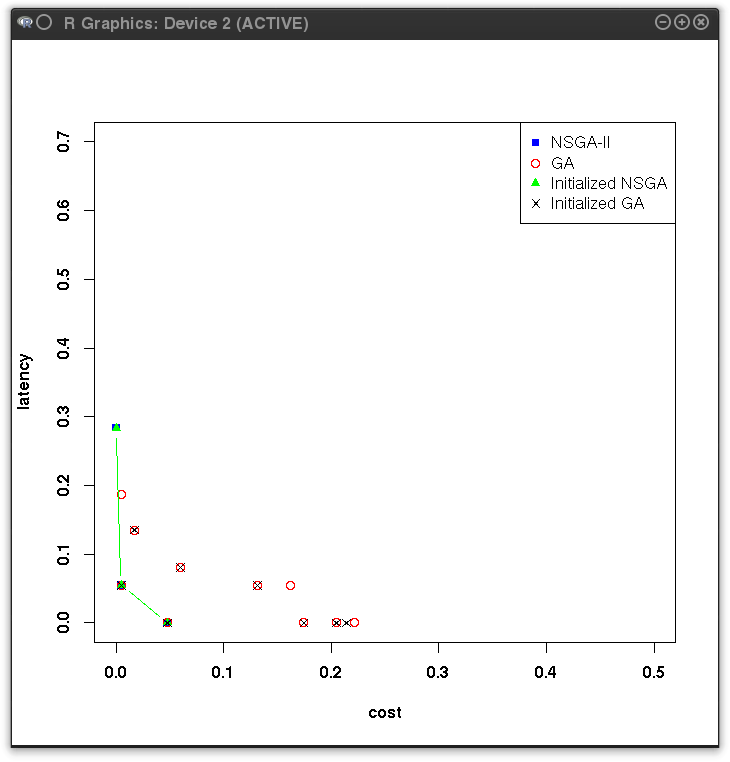 R Graphics: Device 2 (ACTIVE)
NSGA-II
GA
Initialized NSGA
Initialized GA
0.7
0.6
0.5
0.4
0.3
0.2
0.1
0.0
latency
0.0 0.1 0.2 0.3 0.4 0.5
cost